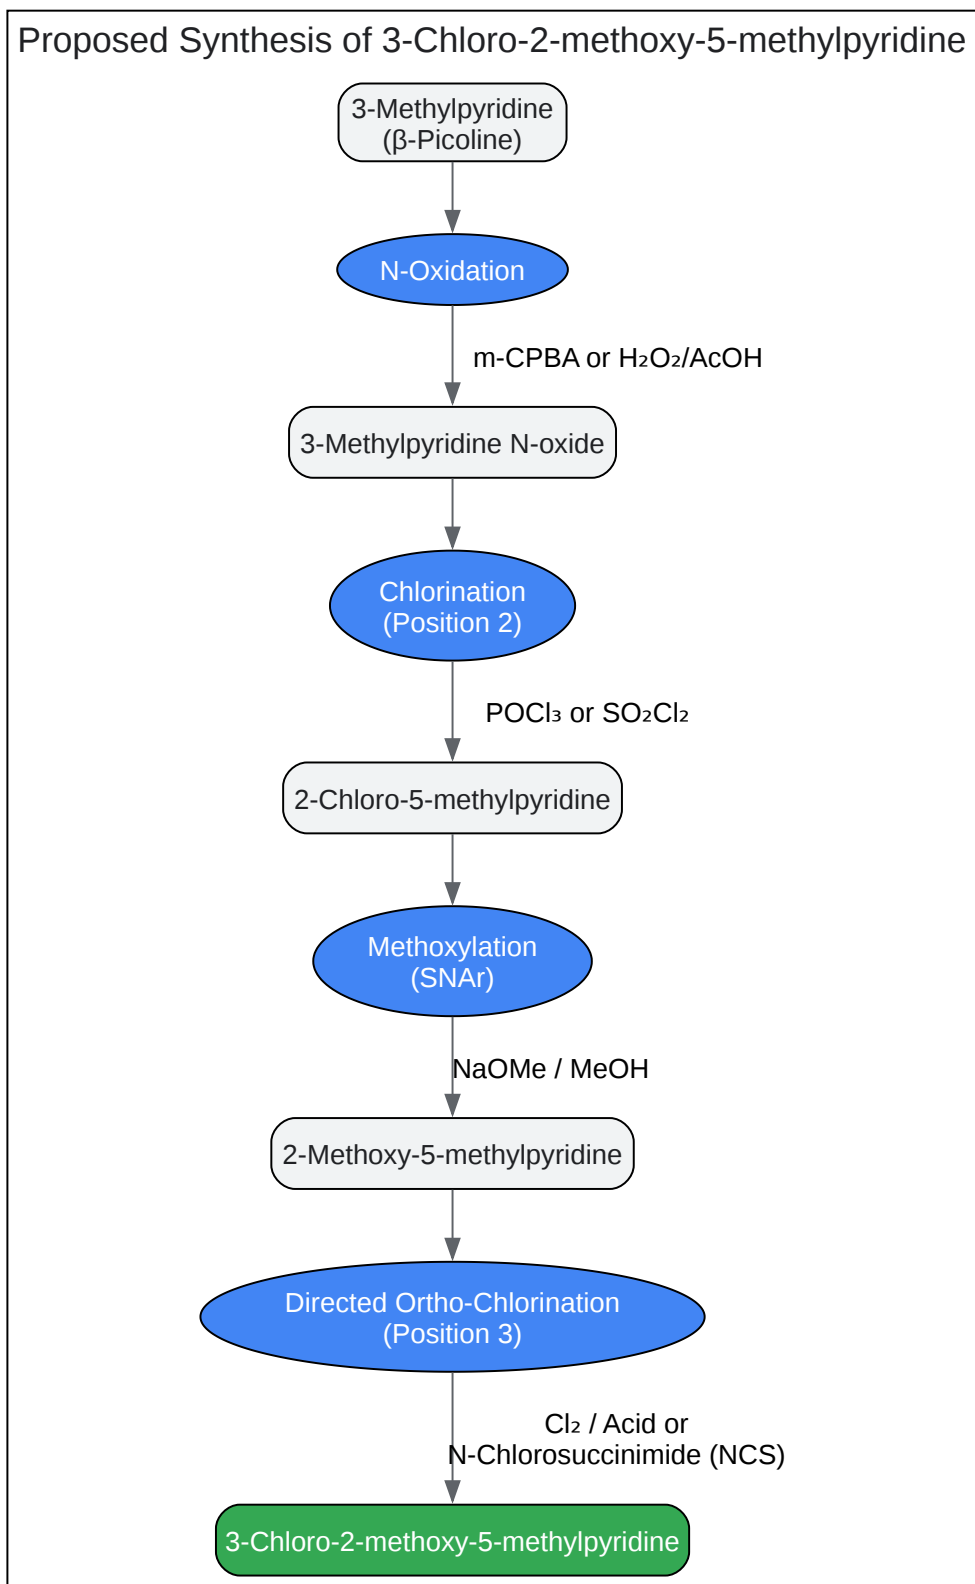 Proposed Synthesis of 3-Chloro-2-methoxy-5-methylpyridine
3-Methylpyridine
(β-Picoline)
N-Oxidation
m-CPBA or H₂O₂/AcOH
3-Methylpyridine N-oxide
Chlorination
(Position 2)
POCl₃ or SO₂Cl₂
2-Chloro-5-methylpyridine
Methoxylation
(SNAr)
NaOMe / MeOH
2-Methoxy-5-methylpyridine
Directed Ortho-Chlorination
(Position 3)
Cl₂ / Acid or
N-Chlorosuccinimide (NCS)
3-Chloro-2-methoxy-5-methylpyridine